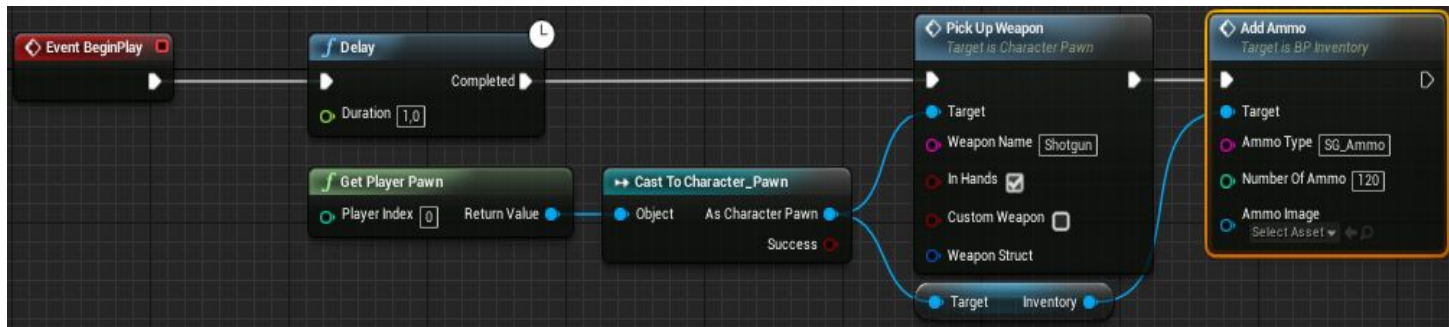 Event BeginPlay
Delay
Completed
Duration 1,0
Get Player Pawn
Player Index 0 Return Value
Cast To Character_Pawn
Object As Character Pawn
Success
Pick Up Weapon
Target is Character Pawn
Target
Weapon Name Shotgun
In Hands
Custom Weapon
Weapon Struct
Target Inventory
Add Ammo
Target is BP Inventory
Target
Ammo Type SG_Ammo
Number Of Ammo 120
Ammo Image
Select Asset